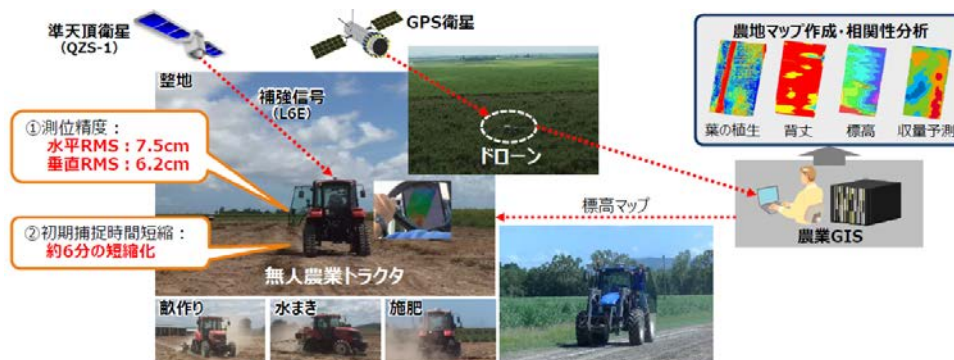 準天頂衛星
(QZS-1)
GPS衛星
整地
補強信号
(L6E)
①測位精度：
水平RMS：7.5cm
垂直RMS：6.2cm
②初期捕捉時間短縮：
約6分の短縮化
無人農業トラクタ
畝作り
水まき
施肥
ドローン
標高マップ
農地マップ作成・相関性分析
葉の植生
背丈
標高
収量予測
農業GIS